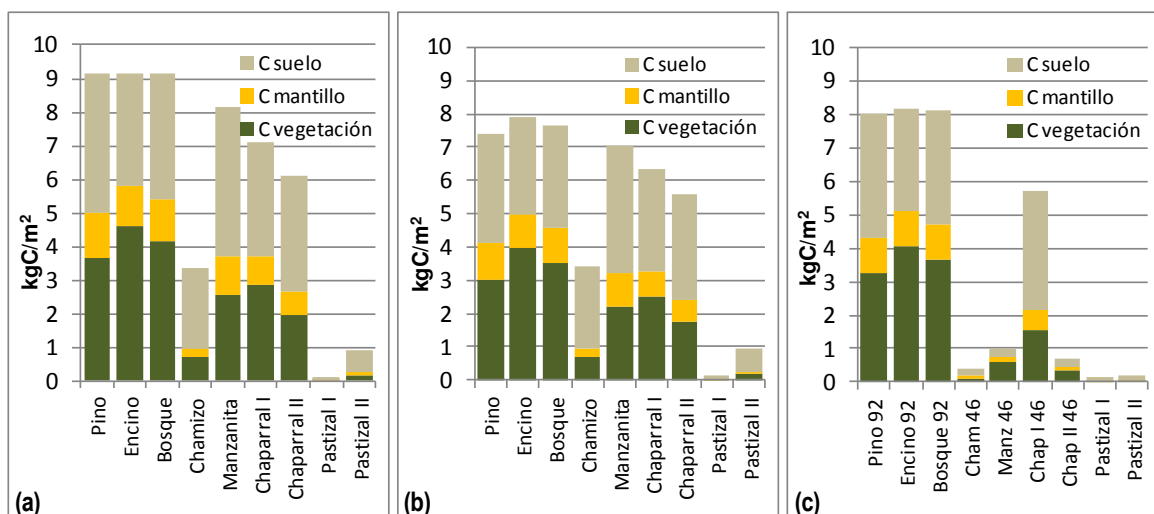 10
9
8
7
6
5
4
3
2
1
0
kgC/m²
C suelo
C mantillo
C vegetación
Pino
Encino
Bosque
Chamizo
Manzanita
Chaparral I
Chaparral II
Pastizal I
Pastizal II
(a)
10
9
8
7
6
5
4
3
2
1
0
kgC/m²
C suelo
C mantillo
C vegetación
Pino
Encino
Bosque
Chamizo
Manzanita
Chaparral I
Chaparral II
Pastizal I
Pastizal II
(b)
10
9
8
7
6
5
4
3
2
1
0
kgC/m²
C suelo
C mantillo
C vegetación
Pino 92
Encino 92
Bosque 92
Cham 46
Manz 46
Chap I 46
Chap II 46
Pastizal I
Pastizal II
(c)